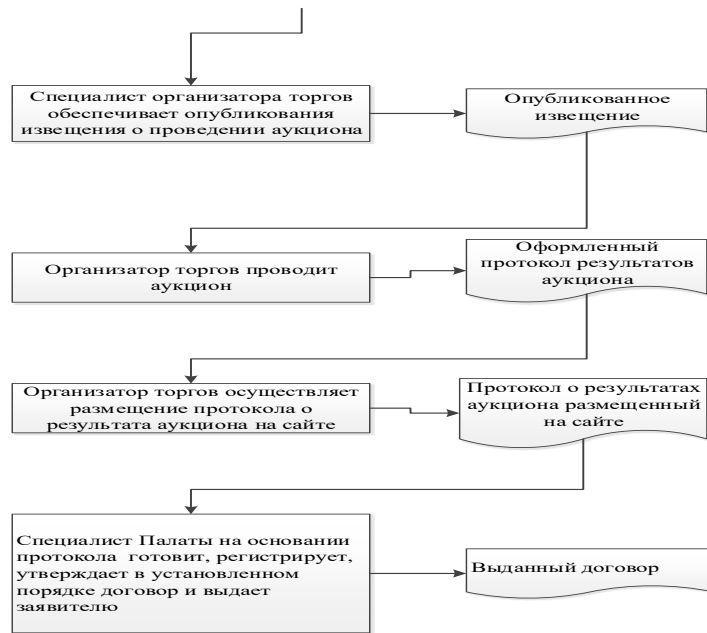 Специалист организатора торгов
обеспечивает опубликования
извещения о проведении аукциона
Опубликованное
извещение
Организатор торгов проводит
аукцион
Оформленный
протокол результатов
аукциона
Организатор торгов осуществляет
размещение протокола о
результата аукциона на сайте
Протокол о результатах
аукциона размещенный
на сайте
Специалист Палаты на основании
протокола готовит, регистрирует,
утверждает в установленном
порядке договор и выдает
заявителю
Выданный договор